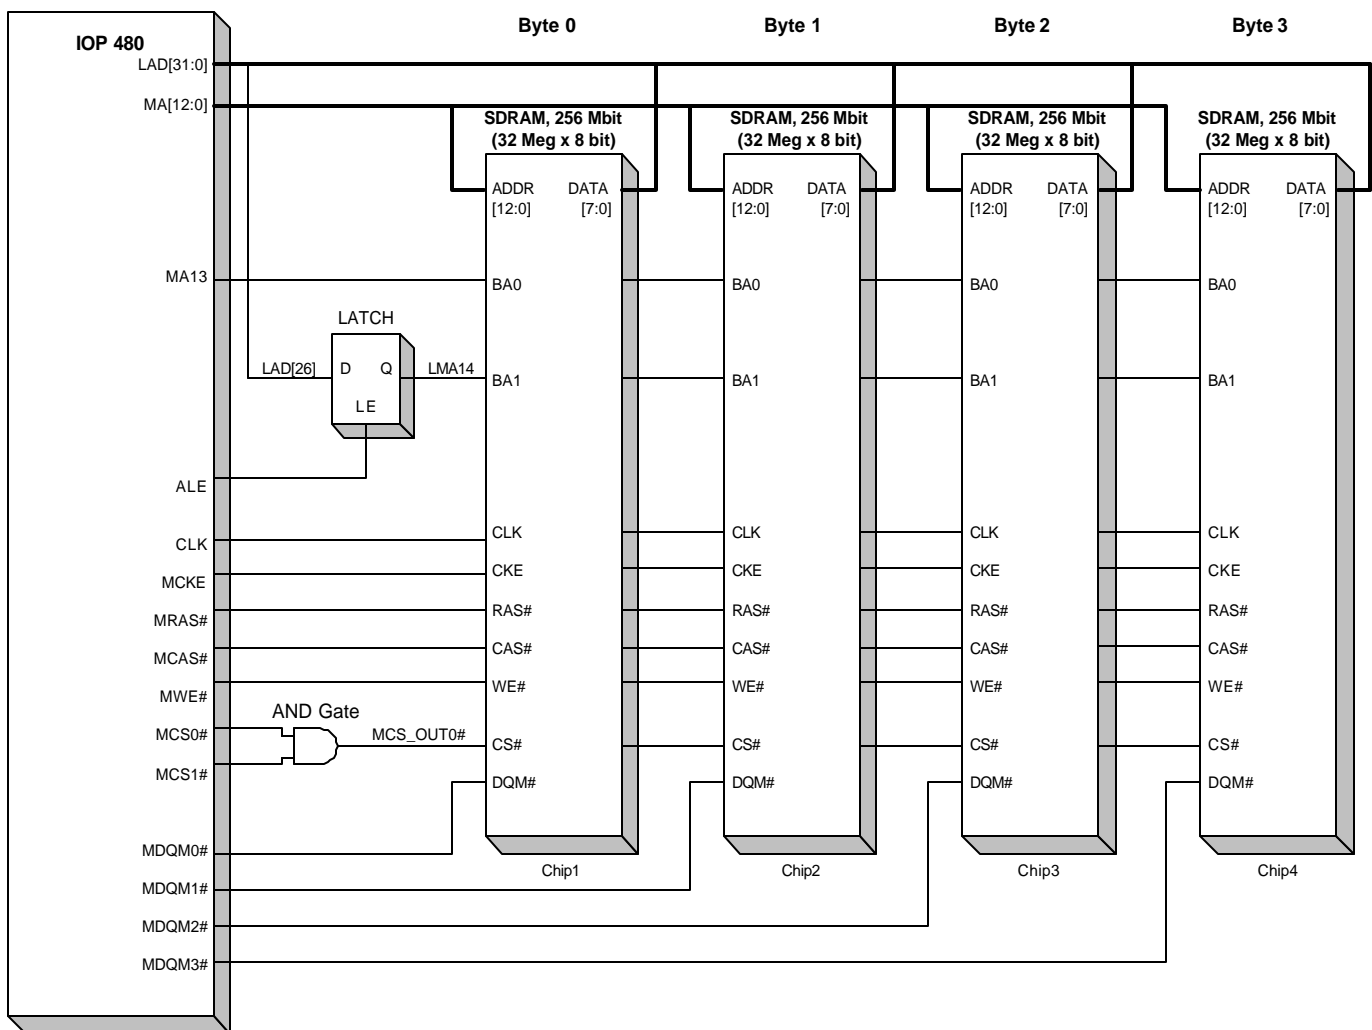 Byte 0
Byte 1
Byte 2
Byte 3
IOP 480
LAD[31:0]
MA[12:0]
MA13
ALE
CLK
MCKE
MRAS#
MCAS#
MWE#
MCS0#
MCS1#
MDQM0#
MDQM1#
MDQM2#
MDQM3#
LATCH
LAD[26]
D
Q
LE
LMA14
AND Gate
MCS_OUT0#
SDRAM, 256 Mbit
(32 Meg x 8 bit)
ADDR DATA
[12:0] [7:0]
BA0
BA1
CLK
CKE
RAS#
CAS#
WE#
CS#
DQM#
Chip1
SDRAM, 256 Mbit
(32 Meg x 8 bit)
ADDR DATA
[12:0] [7:0]
BA0
BA1
CLK
CKE
RAS#
CAS#
WE#
CS#
DQM#
Chip2
SDRAM, 256 Mbit
(32 Meg x 8 bit)
ADDR DATA
[12:0] [7:0]
BA0
BA1
CLK
CKE
RAS#
CAS#
WE#
CS#
DQM#
Chip3
SDRAM, 256 Mbit
(32 Meg x 8 bit)
ADDR DATA
[12:0] [7:0]
BA0
BA1
CLK
CKE
RAS#
CAS#
WE#
CS#
DQM#
Chip4